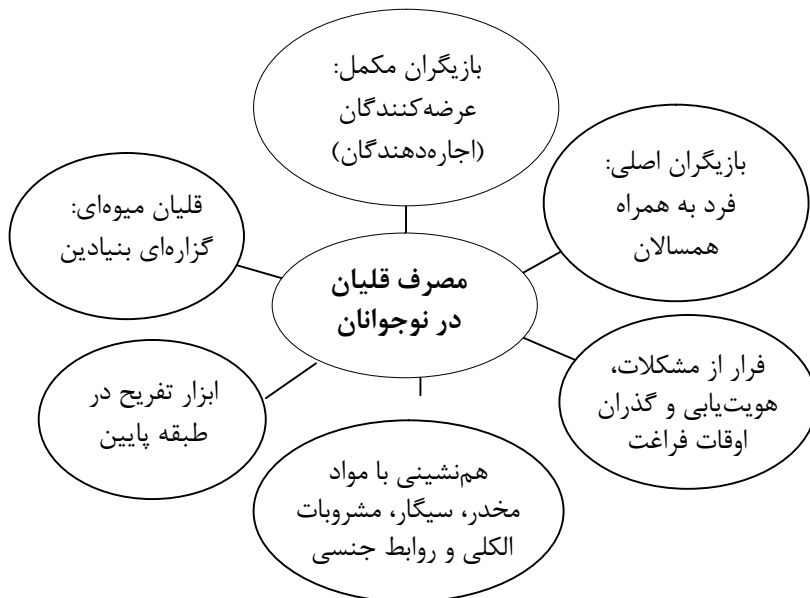 بازیگران مکمل:
عرضه‌کنندگان
(اجاره‌دهندگان)
بازیگران اصلی:
فرد به همراه
همسالان
قلیان میوه‌ای:
گزاره‌ای بنیادین
مصرف قلیان
در نوجوانان
فرار از مشکلات،
هویت‌یابی و گذران
اوقات فراغت
ابزار تفریح در
طبقه پایین
هم‌نشینی با مواد
مخدر، سیگار، مشروبات
الکلی و روابط جنسی